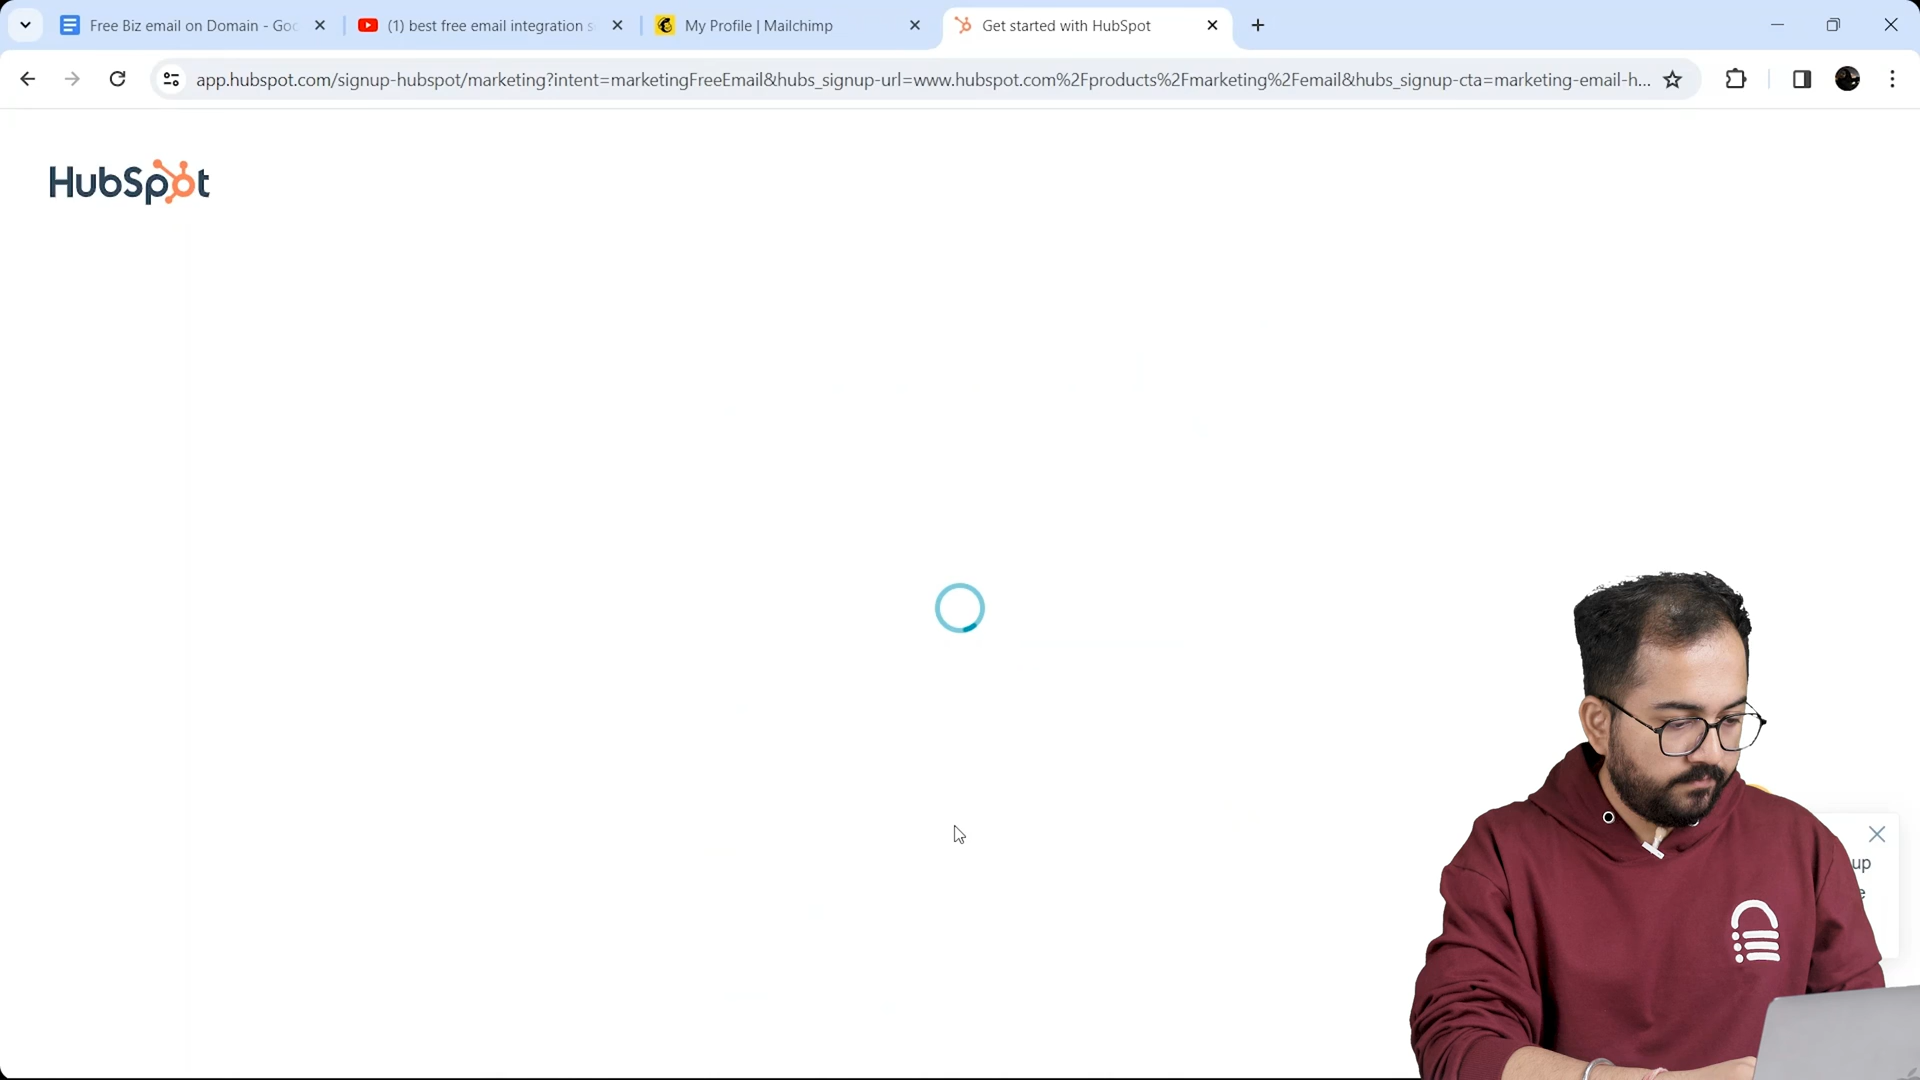 Free Biz email on Domain - Goo
(1) best free email integration s
My Profile | Mailchimp
Get started with HubSpot
app.hubspot.com/signup-hubspot/marketing?intent=marketingFreeEmail&hubs_signup-url=www.hubspot.com%2Fproducts%2Fmarketing%2Femail&hubs_signup-cta=marketing-email-h...
HubSpot
up
e